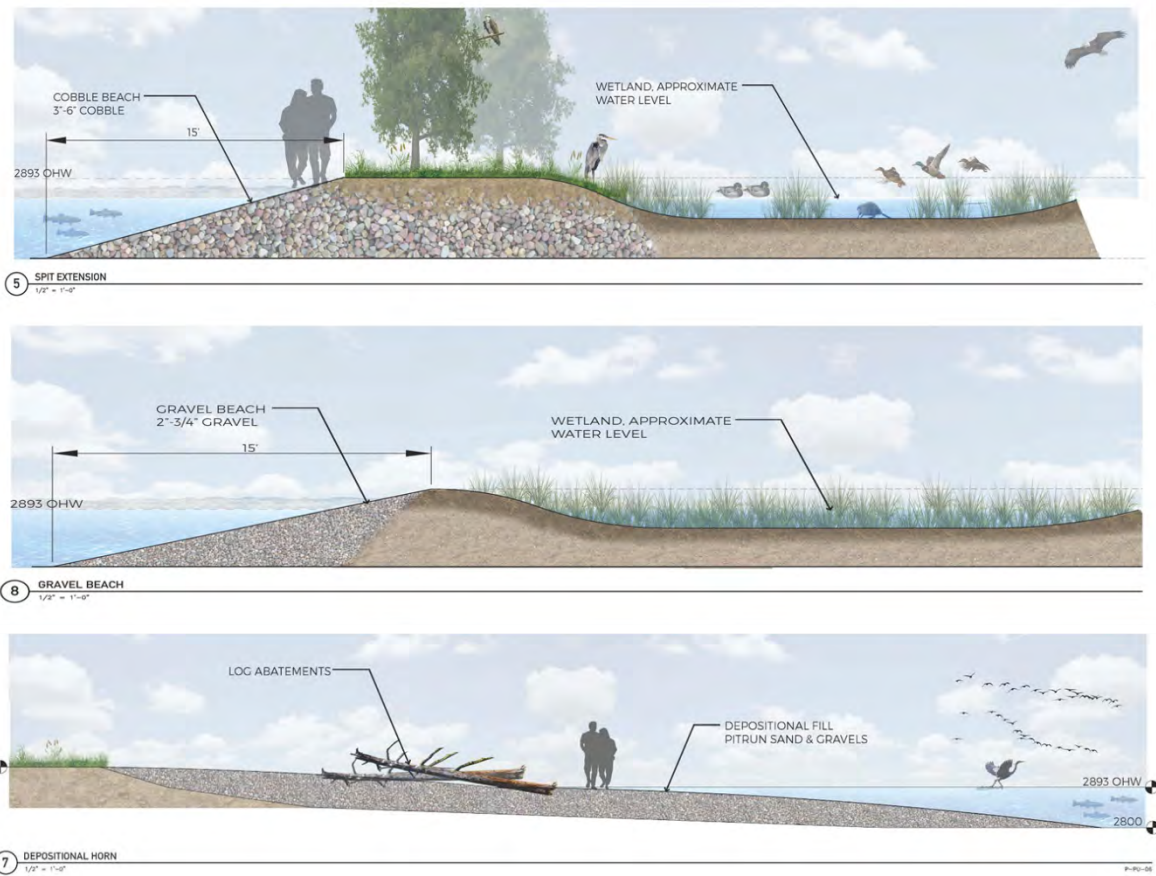 COBBLE BEACH
3"-6" COBBLE
15'
WETLAND, APPROXIMATE
WATER LEVEL
2893 OHW
5 SPIT EXTENSION
1/2" = 1'-0"
GRAVEL BEACH
2"-3/4" GRAVEL
15'
WETLAND, APPROXIMATE
WATER LEVEL
2893 OHW
8 GRAVEL BEACH
1/2" = 1'-0"
LOG ABATEMENTS
DEPOSITIONAL FILL
PITRUN SAND & GRAVELS
2893 OHW
2800
7 DEPOSITIONAL HORN
1/2" = 1'-0"